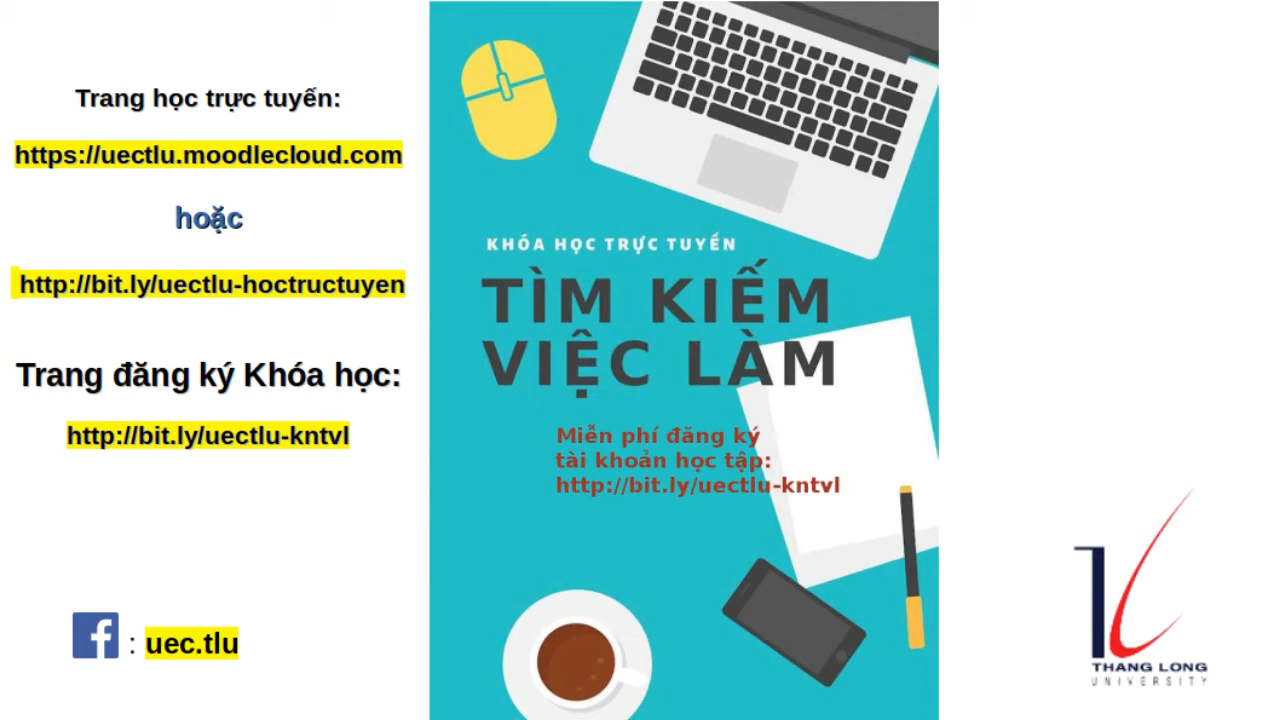 Trang học trực tuyến:
https://uectlu.moodlecloud.com
hoặc
http://bit.ly/uectlu-hoctructuyen
Trang đăng ký Khóa học:
http://bit.ly/uectlu-kntvl
: uec.tlu
KHÓA HỌC TRỰC TUYẾN
TÌM KIẾM
VIỆC LÀM
Miễn phí đăng ký
tài khoản học tập:
http://bit.ly/uectlu-kntvl
THANG LONG
UNIVERSITY